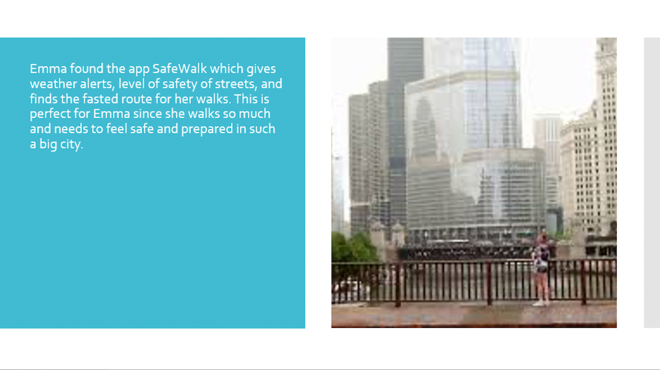 Emma found the app SafeWalk which gives
weather alerts, level of safety of streets, and
finds the fasted route for her walks. This is
perfect for Emma since she walks so much
and needs to feel safe and prepared in such
a big city.